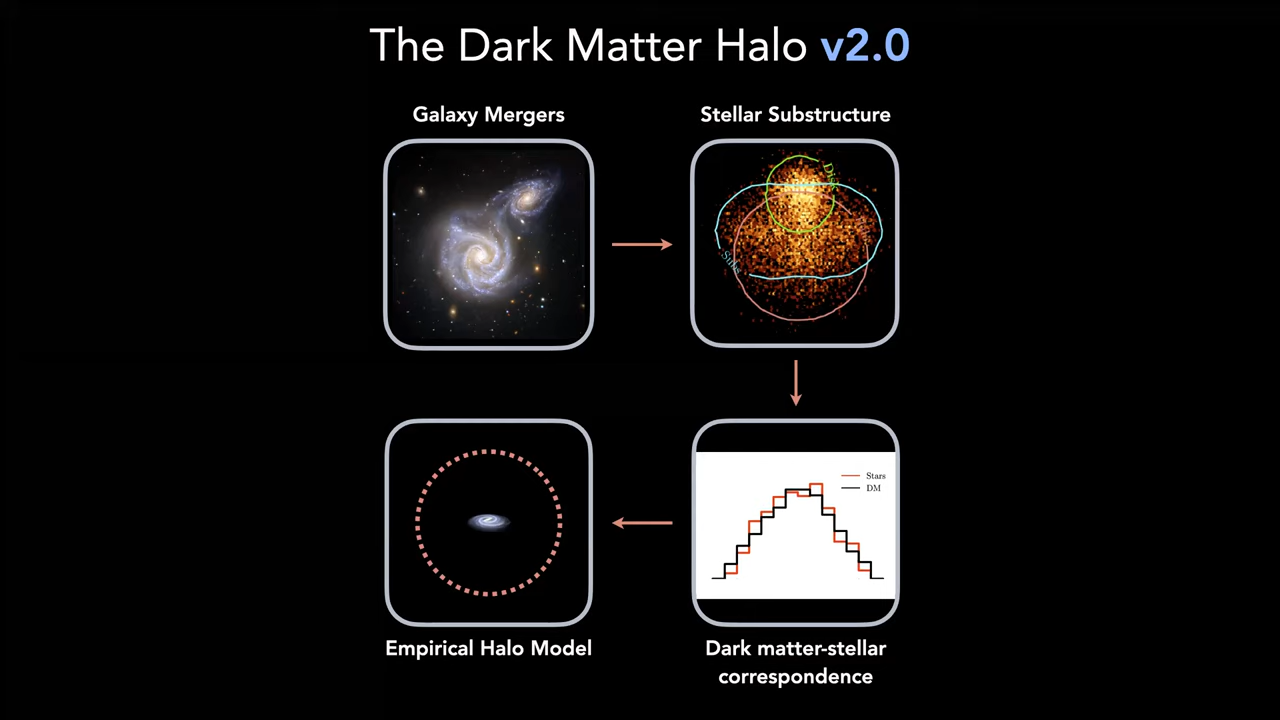 The Dark Matter Halo v2.0
Galaxy Mergers
Stellar Substructure
Subs
Stars
DM
Empirical Halo Model
Dark matter-stellar
correspondence